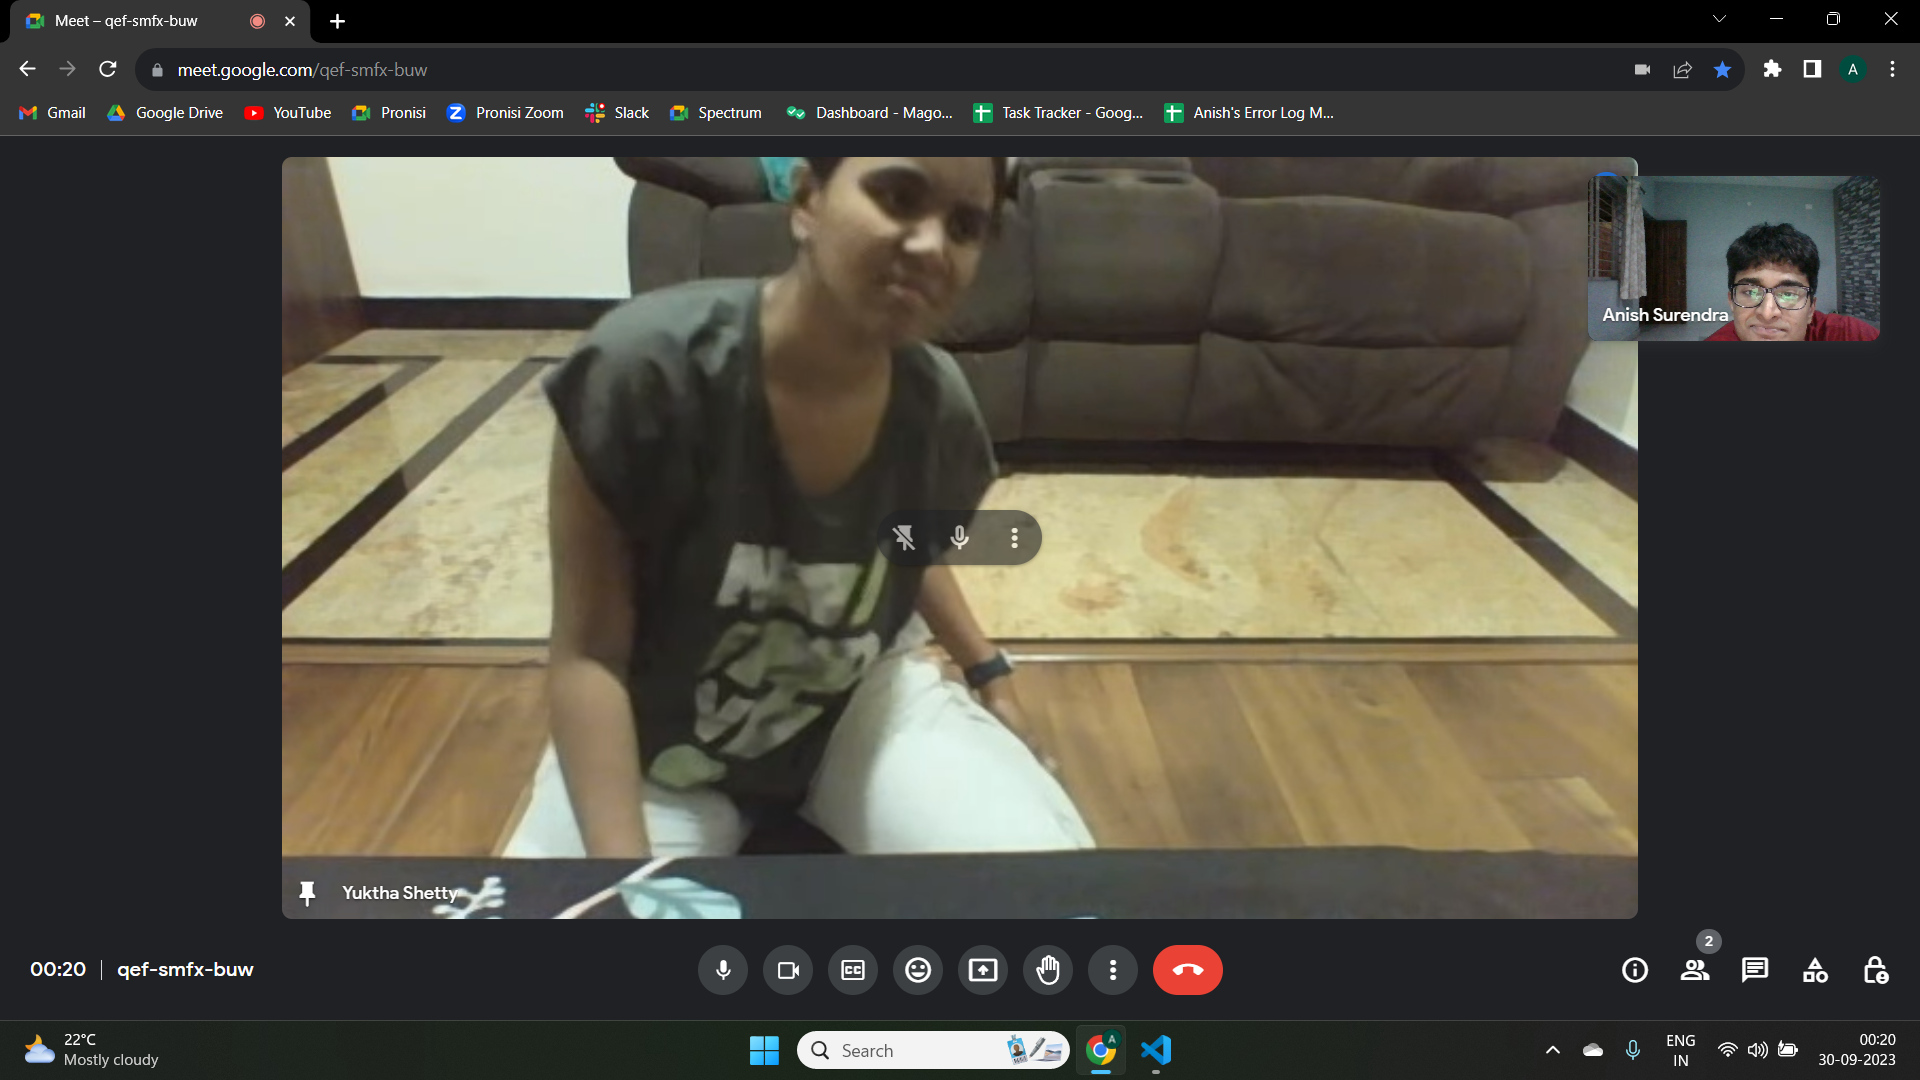 Meet – qef-smfx-buw
meet.google.com/qef-smfx-buw
A
Gmail
Google Drive
YouTube
Pronisi
Pronisi Zoom
Slack
Spectrum
Dashboard - Mago...
Task Tracker - Goog...
Anish's Error Log M...
Anish Surendra
Yuktha Shetty
00:20
qef-smfx-buw
CC
2
22°C
Mostly cloudy
Search
A
ENG
IN
00:20
30-09-2023